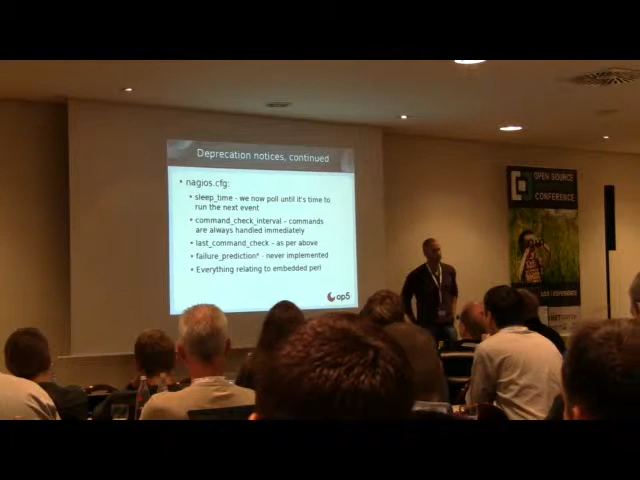 Deprecation notices, continued
• nagios.cfg:
• sleep_time - we now poll until it's time to
run the next event
• command_check_interval – commands
are always handled immediately
• last_command_check – as per above
• failure_prediction* - never implemented
• Everything relating to embedded perl
op5
OPEN SOURCE
CONFERENCE